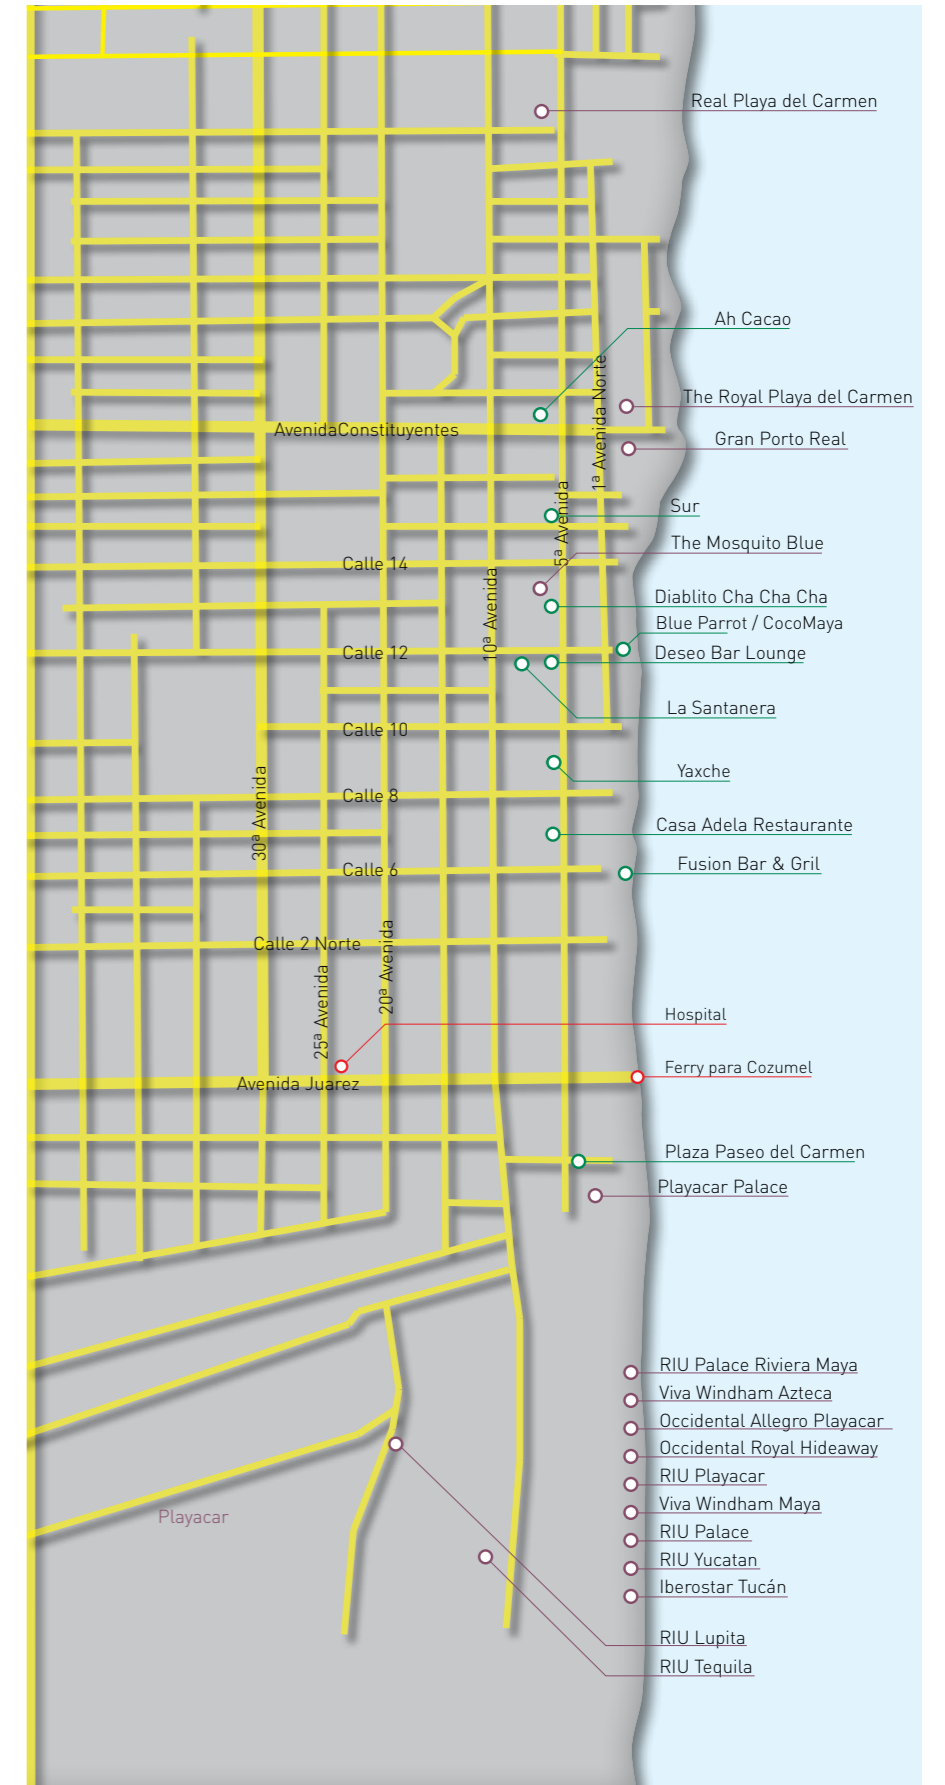 Real Playa del Carmen
Ah Cacao
1ª Avenida Norte
The Royal Playa del Carmen
AvenidaConstituyentes
Gran Porto Real
5ª Avenida
Sur
The Mosquito Blue
Calle 14
10ª Avenida
Diablito Cha Cha Cha
Blue Parrot / CocoMaya
Calle 12
Deseo Bar Lounge
La Santanera
Calle 10
Yaxche
30ª Avenida
Calle 8
Casa Adela Restaurante
Calle 6
Fusion Bar & Gril
20ª Avenida
Calle 2 Norte
25ª Avenida
Hospital
Ferry para Cozumel
Avenida Juarez
Plaza Paseo del Carmen
Playacar Palace
RIU Palace Riviera Maya
Viva Windham Azteca
Occidental Allegro Playacar
Occidental Royal Hideaway
RIU Playacar
Viva Windham Maya
Playacar
RIU Palace
RIU Yucatan
Iberostar Tucán
RIU Lupita
RIU Tequila